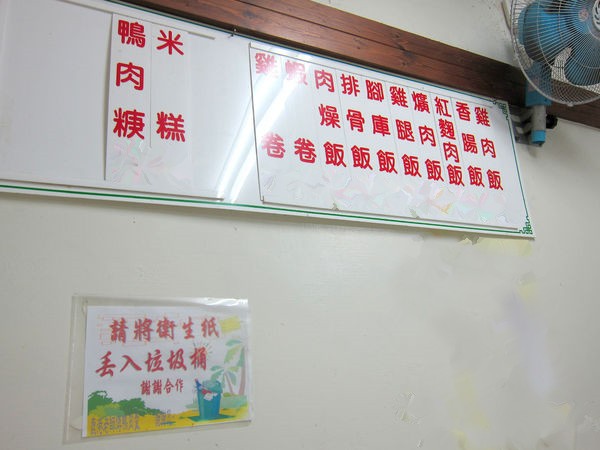 雞肉飯
香腸飯
紅麴肉飯
爌肉飯
雞腿飯
腳庫飯
排骨飯
肉燥飯
蝦卷
雞卷
米糕
鴨肉焿
請將衛生紙
丟入垃圾桶
謝謝合作